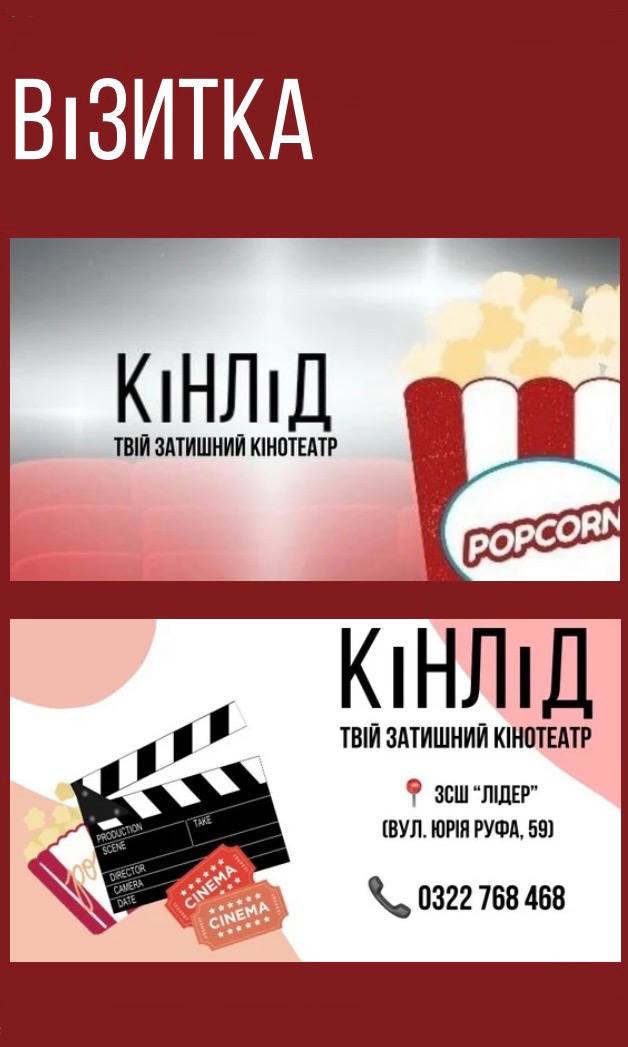 ВІЗИТКА
КІНЛІД
ТВІЙ ЗАТИШНИЙ КІНОТЕАТР
POPCORN
КІНЛІД
ТВІЙ ЗАТИШНИЙ КІНОТЕАТР
ЗСШ “ЛІДЕР”
(ВУЛ. ЮРІЯ РУФА, 59)
0322 768 468
PRODUCTION
SCENE
TAKE
DIRECTOR
CAMERA
DATE
po
CINEMA
CINEMA